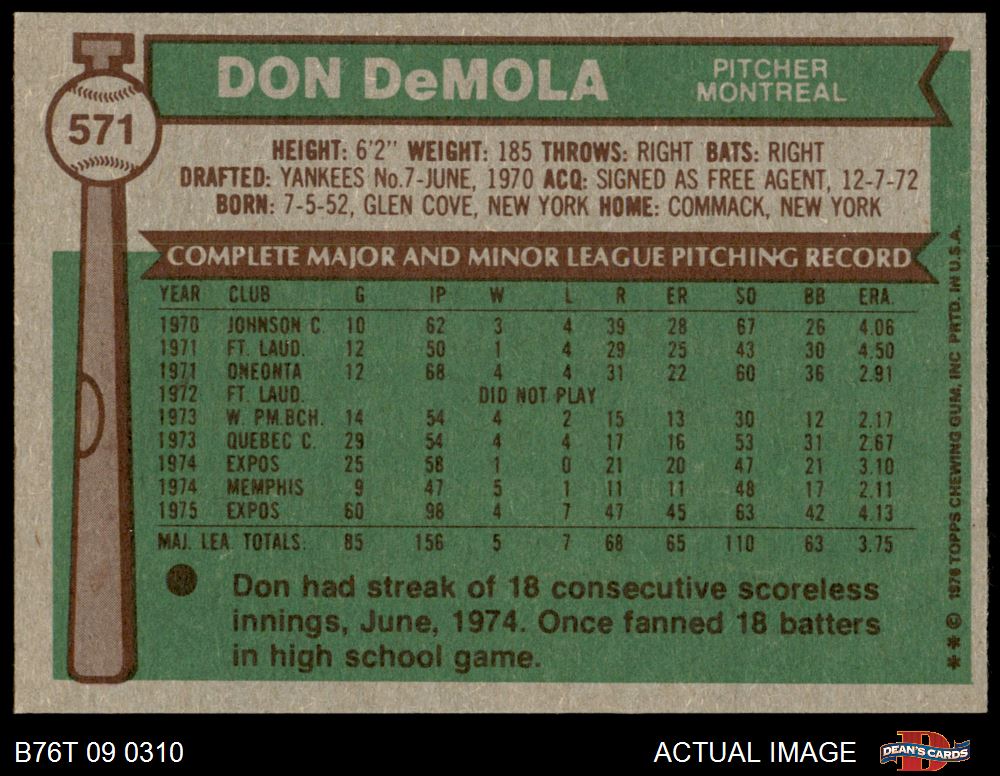 571
DON DeMOLA
PITCHER
MONTREAL
HEIGHT: 6'2" WEIGHT: 185 THROWS: RIGHT BATS: RIGHT
DRAFTED: YANKEES No.7-JUNE, 1970 ACQ: SIGNED AS FREE AGENT, 12-7-72
BORN: 7-5-52, GLEN COVE, NEW YORK HOME: COMMACK, NEW YORK
COMPLETE MAJOR AND MINOR LEAGUE PITCHING RECORD
YEAR CLUB G IP W L R ER SO BB ERA.
1970 JOHNSON C. 10 62 3 4 39 28 67 26 4.06
1971 FT. LAUD. 12 50 1 4 29 25 43 30 4.50
1971 ONEONTA 12 68 4 4 31 22 60 36 2.91
1972 FT. LAUD. DID NOT PLAY
1973 W. PM.BCH. 14 54 4 2 15 13 30 12 2.17
1973 QUEBEC C. 29 54 4 4 17 16 53 31 2.67
1974 EXPOS 25 58 1 0 21 20 47 21 3.10
1974 MEMPHIS 9 47 5 1 11 11 48 17 2.11
1975 EXPOS 60 98 4 7 47 45 63 42 4.13
MAJ. LEA TOTALS. 85 156 5 7 68 65 110 63 3.75
Don had streak of 18 consecutive scoreless
innings, June, 1974. Once fanned 18 batters
in high school game.
** © 1976 TOPPS CHEWING GUM, INC PRTD. IN U.S.A.
B76T 09 0310
ACTUAL IMAGE
DEAN'S CARDS